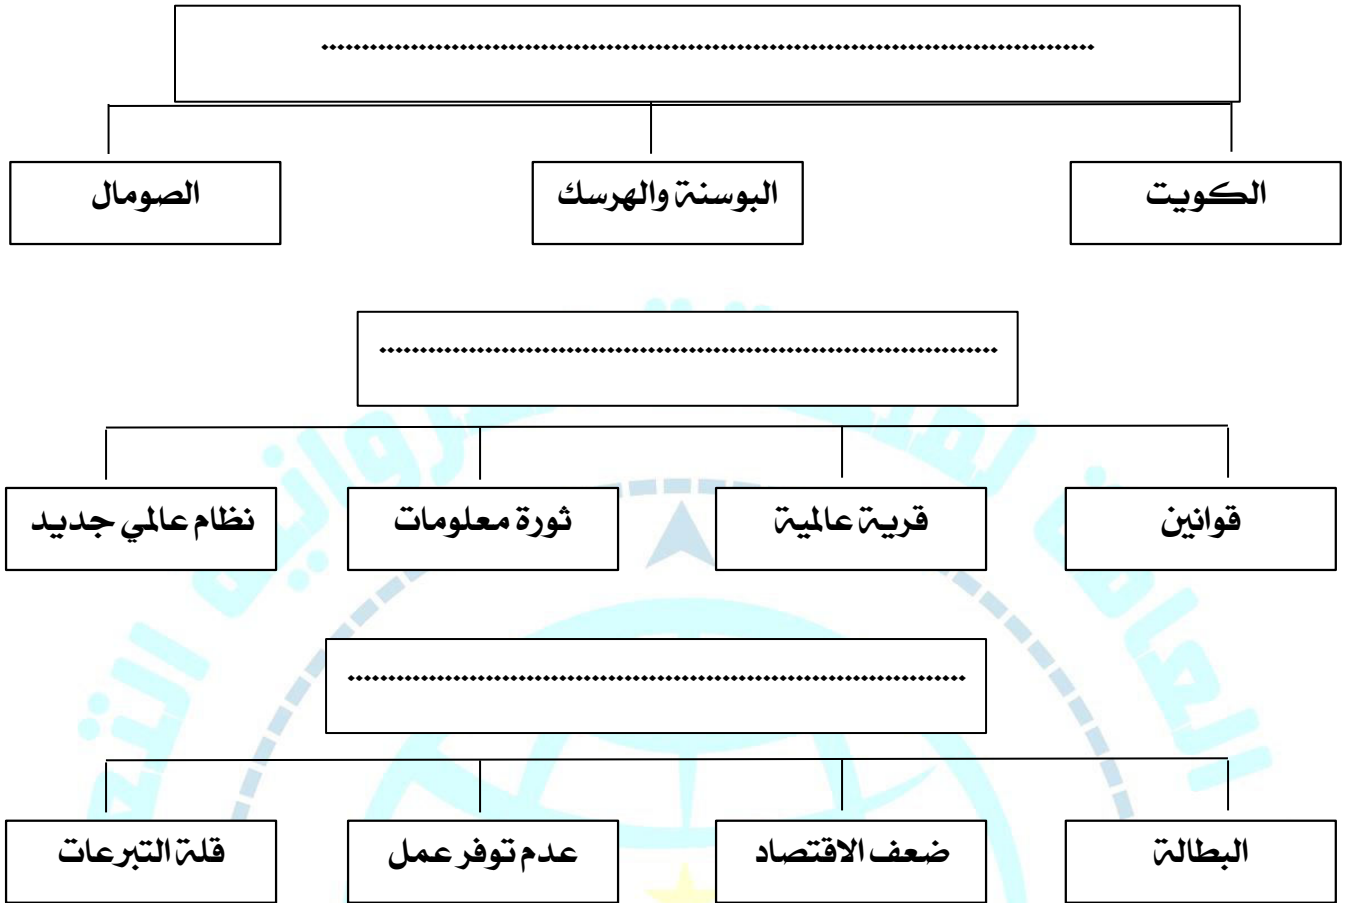 ..........................................................................................
الكويت
البوسنة والهرسك
الصومال
..........................................................................................
قوانين
قرية عالمية
ثورة معلومات
نظام عالمي جديد
..........................................................................................
البطالة
ضعف الاقتصاد
عدم توفر عمل
قلة التبرعات